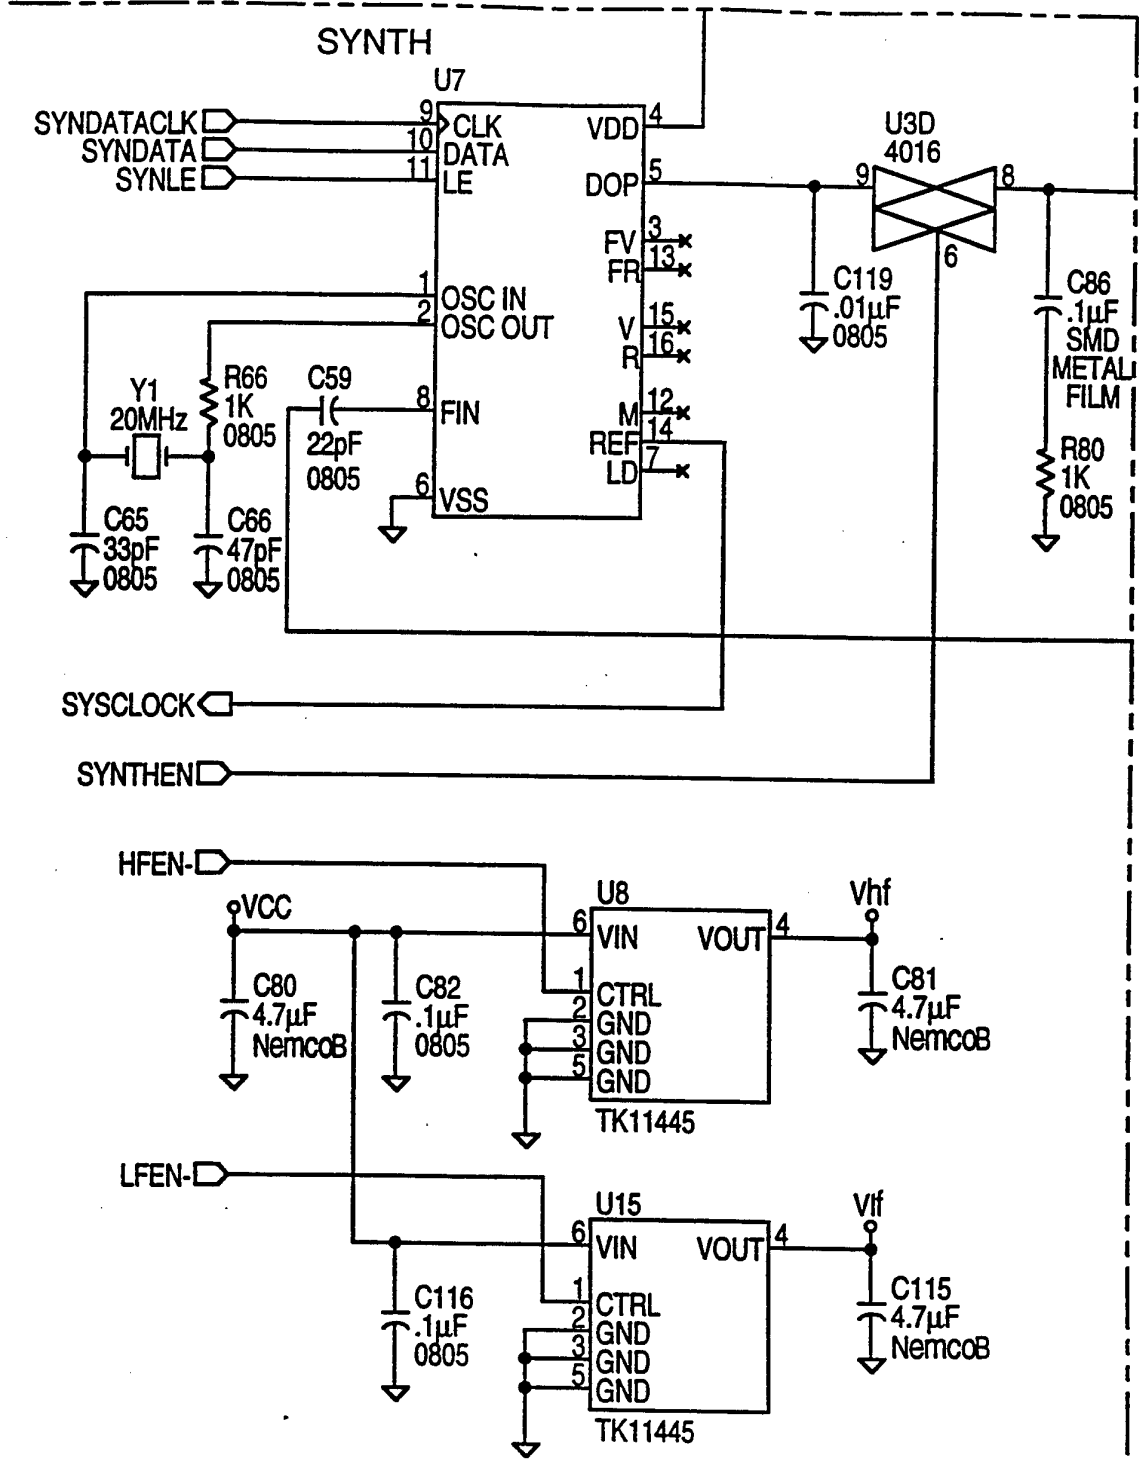 SYNTH
U7
SYNDATACLK
9
CLK
SYNDATA
10
DATA
SYNLE
11
LE
VDD
4
DOP
5
FV
3
FR
13
V
15
R
16
M
12
REF
14
LD
7
1
OSC IN
2
OSC OUT
8
FIN
6
VSS
U3D
4016
9
8
6
C119
.01µF
0805
C86
.1µF
SMD
METAL
FILM
R80
1K
0805
Y1
20MHz
R66
1K
0805
C59
22pF
0805
C65
33pF
0805
C66
47pF
0805
SYSCLOCK
SYNTHEN
HFEN-
VCC
C80
4.7µF
NemcoB
C82
.1µF
0805
U8
6
VIN
VOUT
4
1
CTRL
2
GND
3
GND
5
GND
TK11445
Vhf
C81
4.7µF
NemcoB
LFEN-
C116
.1µF
0805
U15
6
VIN
VOUT
4
1
CTRL
2
GND
3
GND
5
GND
TK11445
Vlf
C115
4.7µF
NemcoB